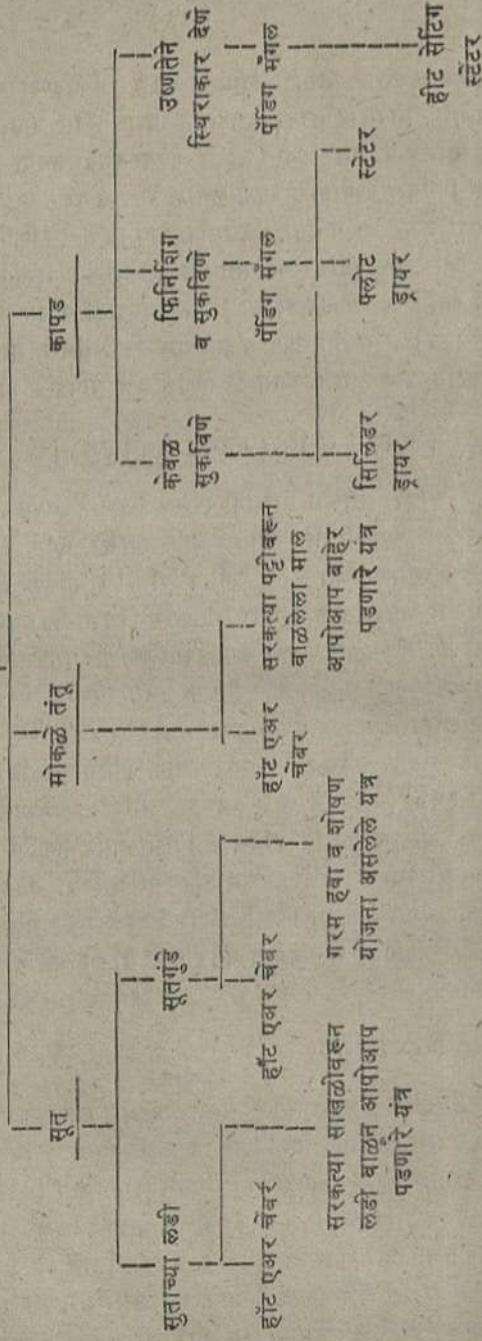 सूत
मोकळे तंतू
कापड
सुताच्या लडी
सूतगुंडे
केवळ
सुकविणे
फिनिशिंग
व सुकविणे
उष्णतेने
स्थिराकार देणे
पॅडिंग मँगल
पॅडिंग मँगल
हॉट एअर चेंबर्स
सरकत्या साखळीवरून
लडी वाळून आपोआप
पडणारे यंत्र
हॉट एअर चेंबर
गरम हवा व शोषण
योजना असलेले यंत्र
हॉट एअर
चेंबर
सरकत्या पट्टीवरून
वाळलेला माल
आपोआप बाहेर
पडणारे यंत्र
सिलिंडर
ड्रायर
फ्लोट
ड्रायर
स्टेंटर
हीट सेटिंग
स्टेंटर